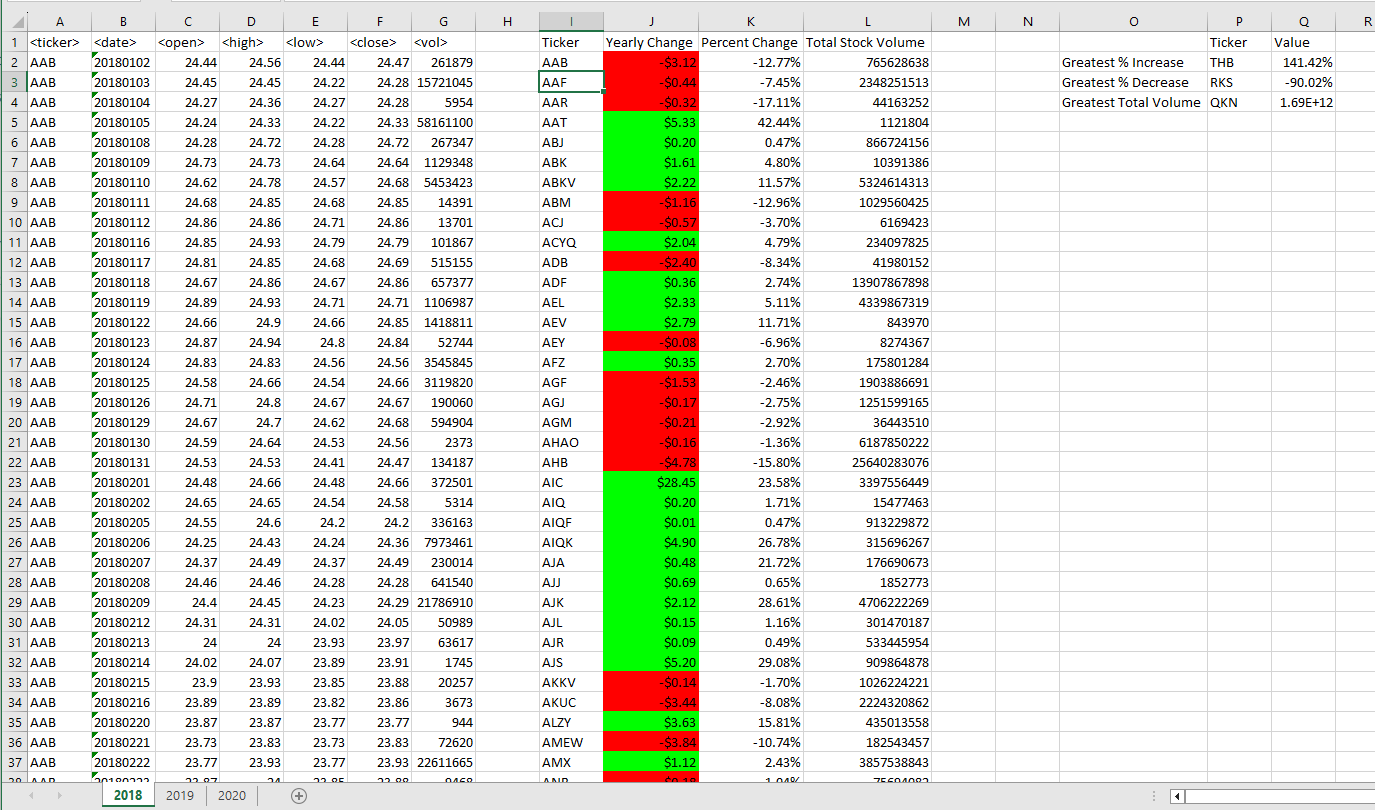 A B C D E F G H I J K L M N O P Q R
1 <ticker> <date> <open> <high> <low> <close> <vol> Ticker Yearly Change Percent Change Total Stock Volume Ticker Value
2 AAB 20180102 24.44 24.56 24.44 24.47 261879 AAB -$3.12 -12.77% 765628638 Greatest % Increase THB 141.42%
3 AAB 20180103 24.45 24.45 24.22 24.28 15721045 AAF -$0.44 -7.45% 2348251513 Greatest % Decrease RKS -90.02%
4 AAB 20180104 24.27 24.36 24.27 24.28 5954 AAR -$0.32 -17.11% 44163252 Greatest Total Volume QKN 1.69E+12
5 AAB 20180105 24.24 24.33 24.22 24.33 58161100 AAT $5.33 42.44% 1121804
6 AAB 20180108 24.28 24.72 24.28 24.72 267347 ABJ $0.20 0.47% 866724156
7 AAB 20180109 24.73 24.73 24.64 24.64 1129348 ABK $1.61 4.80% 10391386
8 AAB 20180110 24.62 24.78 24.57 24.68 5453423 ABKV $2.22 11.57% 5324614313
9 AAB 20180111 24.68 24.85 24.68 24.85 14391 ABM -$1.16 -12.96% 1029560425
10 AAB 20180112 24.86 24.86 24.71 24.86 13701 ACJ -$0.57 -3.70% 6169423
11 AAB 20180116 24.85 24.93 24.79 24.79 101867 ACYQ $2.04 4.79% 234097825
12 AAB 20180117 24.81 24.85 24.68 24.69 515155 ADB -$2.40 -8.34% 41980152
13 AAB 20180118 24.67 24.86 24.67 24.86 657377 ADF $0.36 2.74% 13907867898
14 AAB 20180119 24.89 24.93 24.71 24.71 1106987 AEL $2.33 5.11% 4339867319
15 AAB 20180122 24.66 24.9 24.66 24.85 1418811 AEV $2.79 11.71% 843970
16 AAB 20180123 24.87 24.94 24.8 24.84 52744 AEY -$0.08 -6.96% 8274367
17 AAB 20180124 24.83 24.83 24.56 24.56 3545845 AFZ $0.35 2.70% 175801284
18 AAB 20180125 24.58 24.66 24.54 24.66 3119820 AGF -$1.53 -2.46% 1903886691
19 AAB 20180126 24.71 24.8 24.67 24.67 190060 AGJ -$0.17 -2.75% 1251599165
20 AAB 20180129 24.67 24.7 24.62 24.68 594904 AGM -$0.21 -2.92% 36443510
21 AAB 20180130 24.59 24.64 24.53 24.56 2373 AHAO -$0.16 -1.36% 6187850222
22 AAB 20180131 24.53 24.53 24.41 24.47 134187 AHB -$4.78 -15.80% 25640283076
23 AAB 20180201 24.48 24.66 24.48 24.66 372501 AIC $28.45 23.58% 3397556449
24 AAB 20180202 24.65 24.65 24.54 24.58 5314 AIQ $0.20 1.71% 15477463
25 AAB 20180205 24.55 24.6 24.2 24.2 336163 AIQF $0.01 0.47% 913229872
26 AAB 20180206 24.25 24.43 24.24 24.36 7973461 AIQK $4.90 26.78% 315696267
27 AAB 20180207 24.37 24.49 24.37 24.49 230014 AJA $0.48 21.72% 176690673
28 AAB 20180208 24.46 24.46 24.28 24.28 641540 AJJ $0.69 0.65% 1852773
29 AAB 20180209 24.4 24.45 24.23 24.29 21786910 AJK $2.12 28.61% 4706222269
30 AAB 20180212 24.31 24.31 24.02 24.05 50989 AJL $0.15 1.16% 301470187
31 AAB 20180213 24 24 23.93 23.97 63617 AJR $0.09 0.49% 533445954
32 AAB 20180214 24.02 24.07 23.89 23.91 1745 AJS $5.20 29.08% 909864878
33 AAB 20180215 23.9 23.93 23.85 23.88 20257 AKKV -$0.14 -1.70% 1026224221
34 AAB 20180216 23.89 23.89 23.82 23.86 3673 AKUC -$3.44 -8.08% 2224320862
35 AAB 20180220 23.87 23.87 23.77 23.77 944 ALZY $3.63 15.81% 435013558
36 AAB 20180221 23.73 23.83 23.73 23.83 72620 AMEW -$3.84 -10.74% 182543457
37 AAB 20180222 23.77 23.93 23.77 23.93 22611665 AMX $1.12 2.43% 3857538843
2018 2019 2020